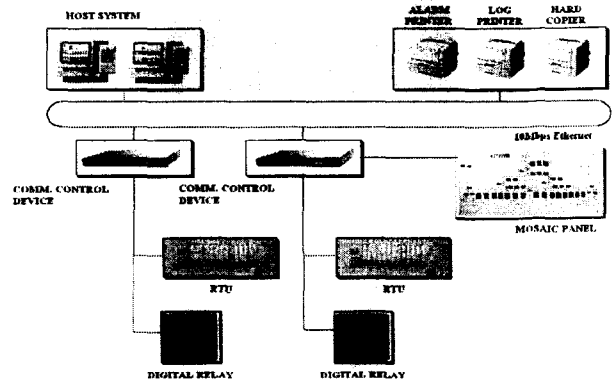 HOST SYSTEM
ALARM PRINTER
LOG PRINTER
HARD COPIER
10Mbps Ethernet
COMM. CONTROL DEVICE
COMM. CONTROL DEVICE
MOSAIC PANEL
RTU
RTU
DIGITAL RELAY
DIGITAL RELAY